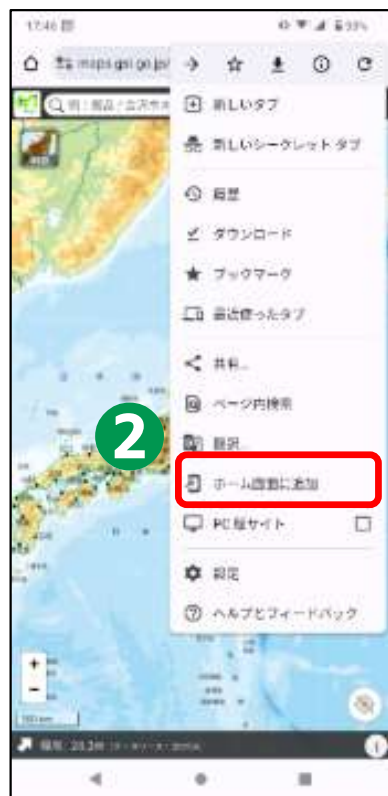 17:46
maps.gsi.go.jp/
新しいタブ
新しいシークレット タブ
履歴
ダウンロード
ブックマーク
最近使ったタブ
共有...
ページ内検索
翻訳...
2
ホーム画面に追加
PC 版サイト
設定
ヘルプとフィードバック
+
-